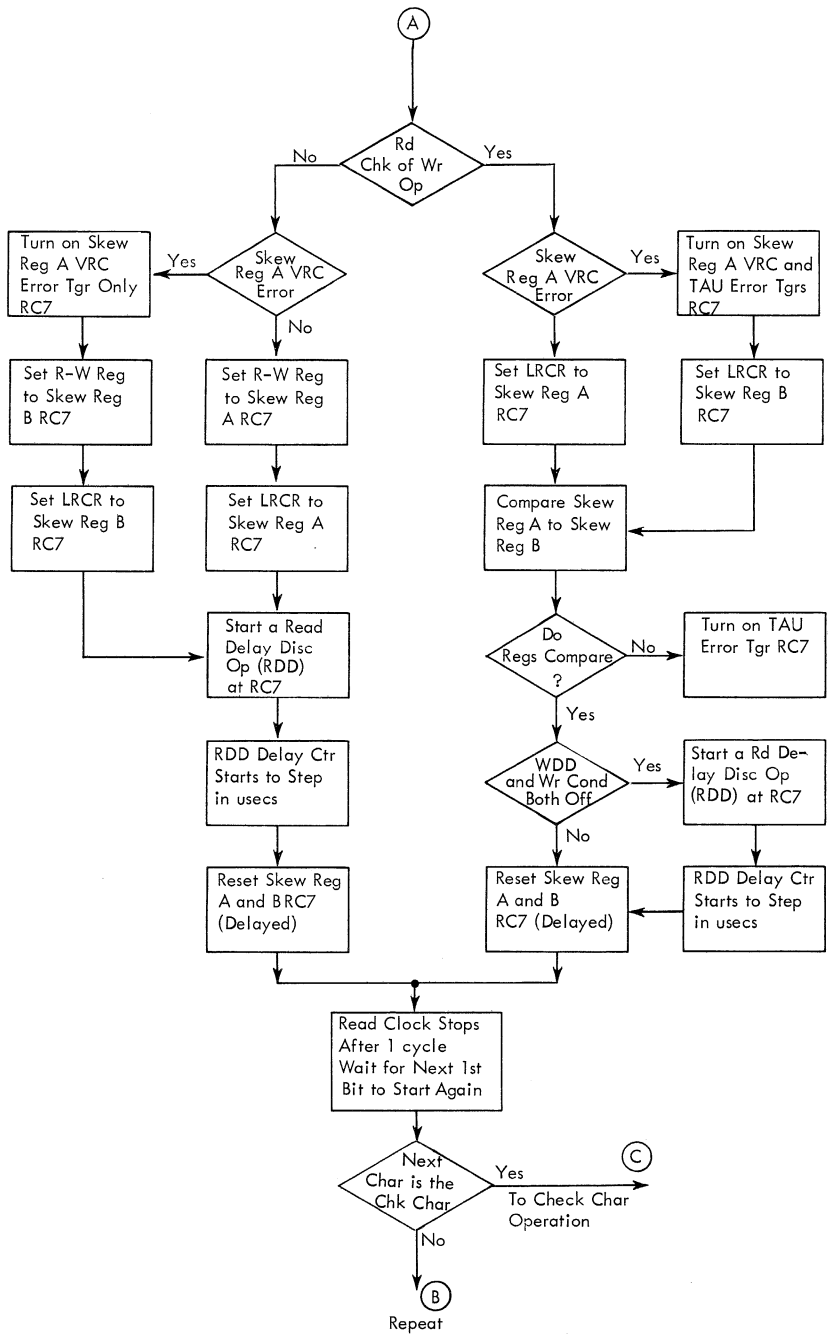 A
Rd
Chk of Wr
Op
No
Yes
Turn on Skew
Reg A VRC
Error Tgr Only
RC7
Yes
Skew
Reg A VRC
Error
No
Skew
Reg A VRC
Error
Yes
Turn on Skew
Reg A VRC and
TAU Error Tgrs
RC7
Set R-W Reg
to Skew Reg
B RC7
Set R-W Reg
to Skew Reg
A RC7
Set LRCR to
Skew Reg A
RC7
Set LRCR to
Skew Reg B
RC7
Set LRCR to
Skew Reg B
RC7
Set LRCR to
Skew Reg A
RC7
Compare Skew
Reg A to Skew
Reg B
Start a Read
Delay Disc
Op (RDD)
at RC7
Do
Regs Compare
?
No
Yes
Turn on TAU
Error Tgr RC7
RDD Delay Ctr
Starts to Step
in usecs
WDD
and Wr Cond
Both Off
Yes
No
Start a Rd De-
lay Disc Op
(RDD) at RC7
Reset Skew Reg
A and B RC7
(Delayed)
Reset Skew Reg
A and B
RC7 (Delayed)
RDD Delay Ctr
Starts to Step
in usecs
Read Clock Stops
After 1 cycle
Wait for Next 1st
Bit to Start Again
Next
Char is the
Chk Char
Yes
C
To Check Char
Operation
No
B
Repeat